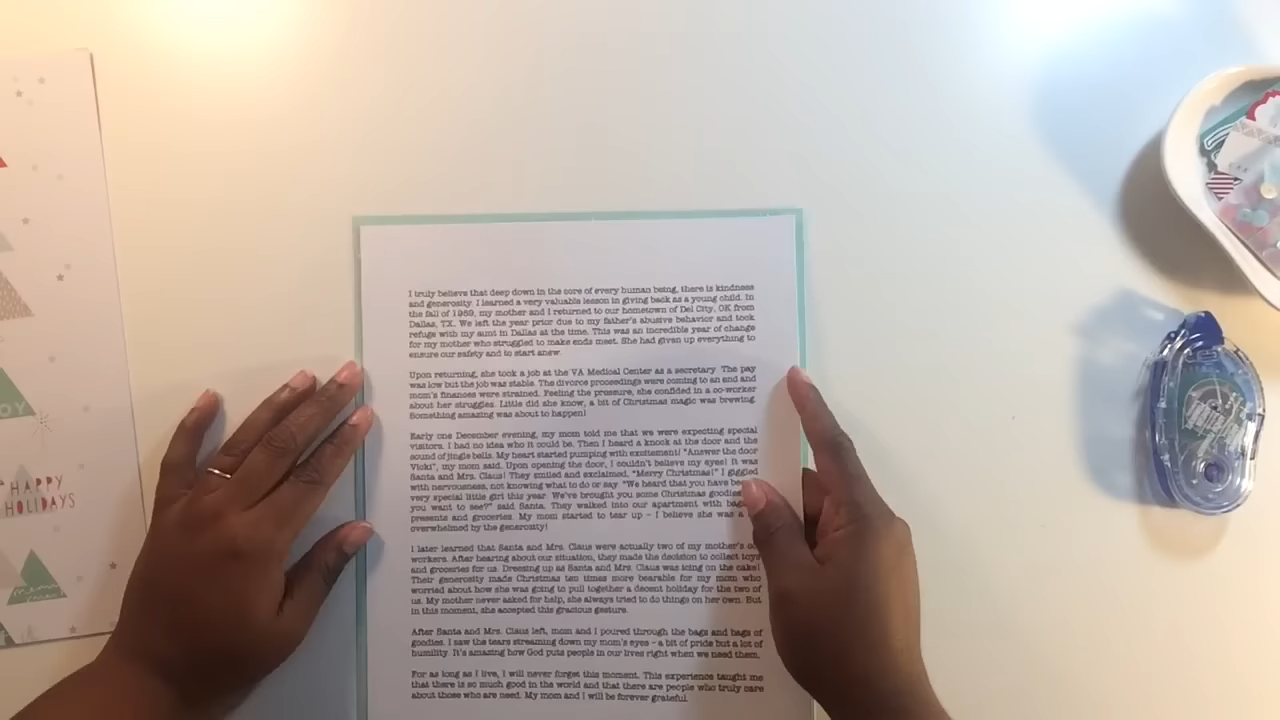 I truly believe that deep down in the core of every human being, there is kindness
and generosity. I learned a very valuable lesson in giving back as a young child. In
the fall of 1989, my mother and I returned to our hometown of Del City, OK from
Dallas, TX. We left the year prior due to my father's abusive behavior and took
refuge with my aunt in Dallas at the time. This was an incredible year of change
for my mother who struggled to make ends meet. She had given up everything to
ensure our safety and to start anew.
Upon returning, she took a job at the VA Medical Center as a secretary. The pay
was low but the job was stable. The divorce proceedings were coming to an end and
mom's finances were strained. Feeling the pressure, she confided in a co-worker
about her struggles. Little did she know, a bit of Christmas magic was brewing.
Something amazing was about to happen!
Early one December evening, my mom told me that we were expecting special
visitors. I had no idea who it could be. Then I heard a knock at the door and the
sound of jingle bells. My heart started pumping with excitement! "Answer the door
Vicki", my mom said. Upon opening the door, I couldn't believe my eyes! It was
Santa and Mrs. Claus! They smiled and exclaimed, "Merry Christmas!" I giggled
with nervousness, not knowing what to do or say. "We heard that you have
very special little girl this year. We've brought you some Christmas goodies
you want to see?" said Santa. They walked into our apartment with
presents and groceries. My mom started to tear up - I believe she was a
overwhelmed by the generosity!
I later learned that Santa and Mrs. Claus were actually two of my mother's
workers. After hearing about our situation, they made the decision to collect toys
and groceries for us. Dressing up as Santa and Mrs. Claus was icing on the cake!
Their generosity made Christmas ten times more bearable for my mom who
worried about how she was going to pull together a decent holiday for the two of
us. My mother never asked for help, she always tried to do things on her own. But
in this moment, she accepted this gracious gesture.
After Santa and Mrs. Claus left, mom and I poured through the bags and bags of
goodies. I saw the tears streaming down my mom's eyes - a bit of pride but a lot of
humility. It's amazing how God puts people in our lives right when we need them.
For as long as I live, I will never forget this moment. This experience taught me
that there is so much good in the world and that there are people who truly care
about those who are need. My mom and I will be forever grateful.
OY
HAPPY
HOLIDAYS